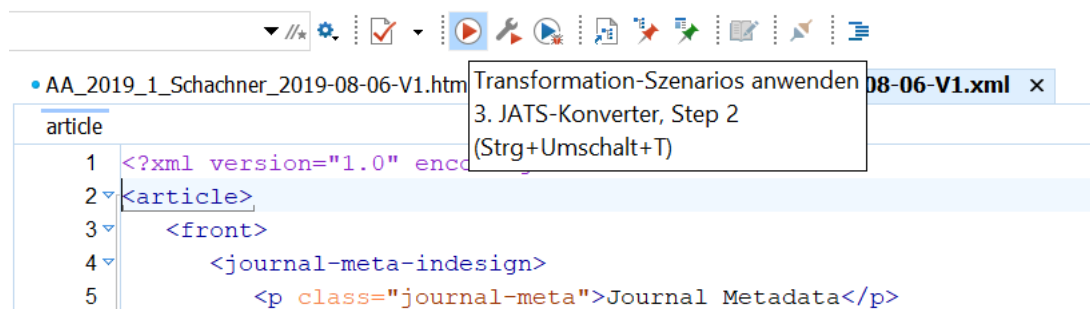 AA_2019_1_Schachner_2019-08-06-V1.htm
08-06-V1.xml ×
Transformation-Szenarios anwenden
3. JATS-Konverter, Step 2
(Strg+Umschalt+T)
article
1 <?xml version="1.0"
2 <article>
3 <front>
4 <journal-meta-indesign>
5 <p class="journal-meta">Journal Metadata</p>